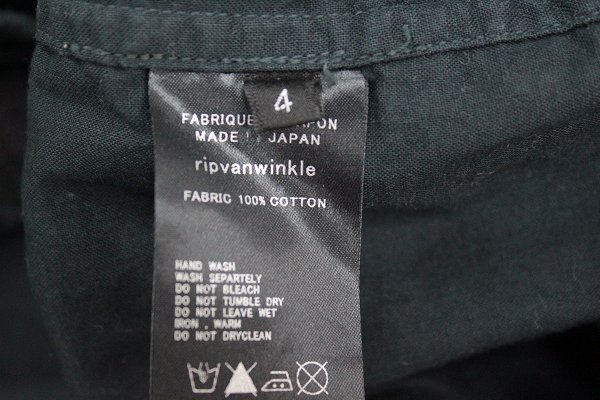 4
FABRIQUE
MADE JAPAN
ripvanwinkle
FABRIC 100% COTTON
HAND WASH
WASH SEPARTELY
DO NOT BLEACH
DO NOT TUMBLE DRY
DO NOT LEAVE WET
IRON , WARM
DO NOT DRYCLEAN